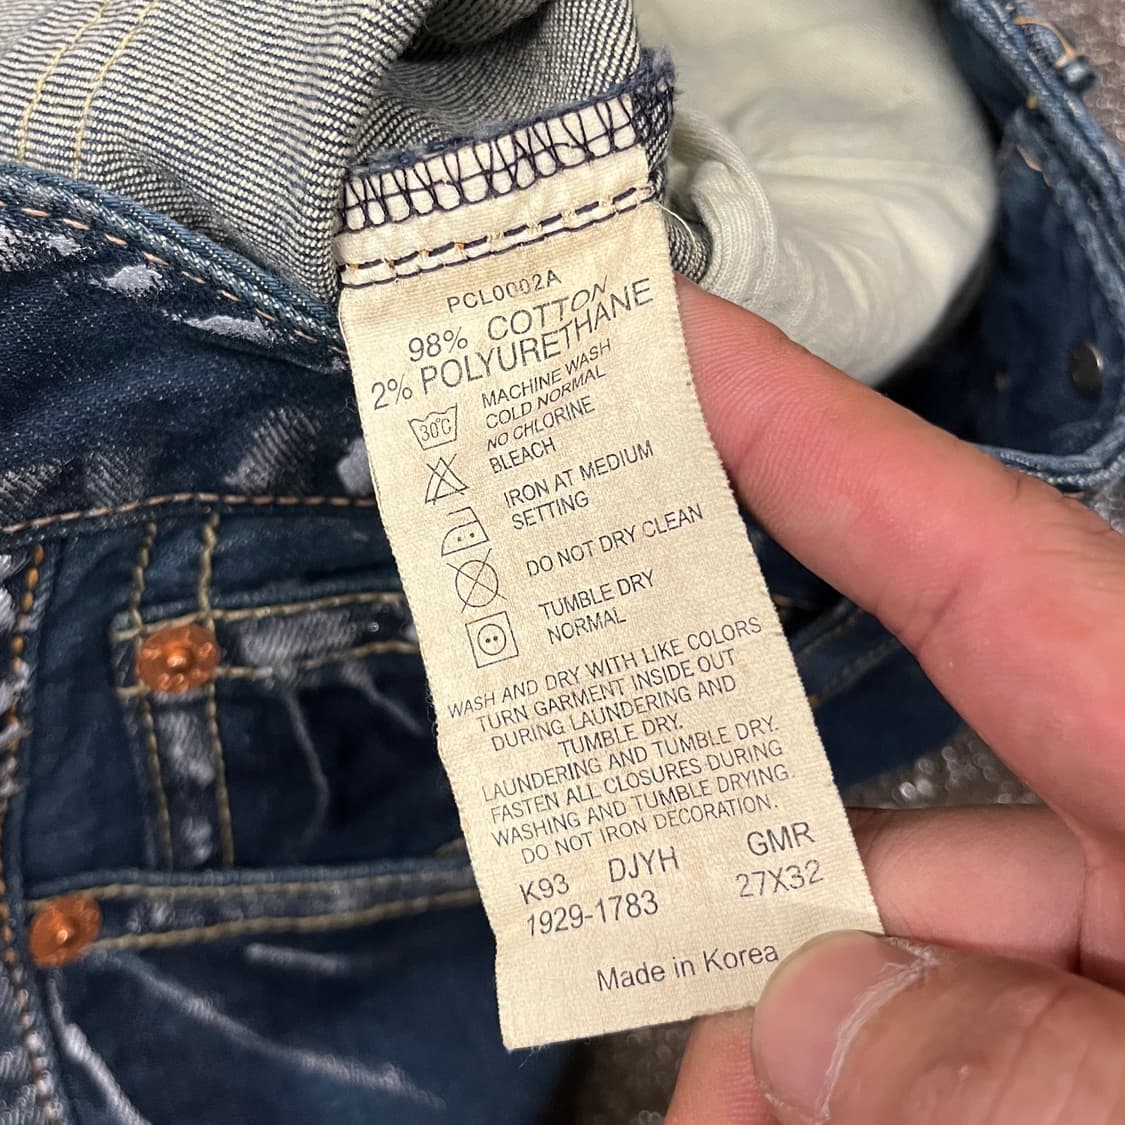 PCL0002A
98% COTTON
2% POLYURETHANE
30°C
MACHINE WASH
COLD NORMAL
NO CHLORINE
BLEACH
IRON AT MEDIUM
SETTING
DO NOT DRY CLEAN
TUMBLE DRY
NORMAL
WASH AND DRY WITH LIKE COLORS
TURN GARMENT INSIDE OUT
DURING LAUNDERING AND
TUMBLE DRY.
LAUNDERING AND TUMBLE DRY.
FASTEN ALL CLOSURES DURING
WASHING AND TUMBLE DRYING.
DO NOT IRON DECORATION.
K93 DJYH GMR
1929-1783 27X32
Made in Korea